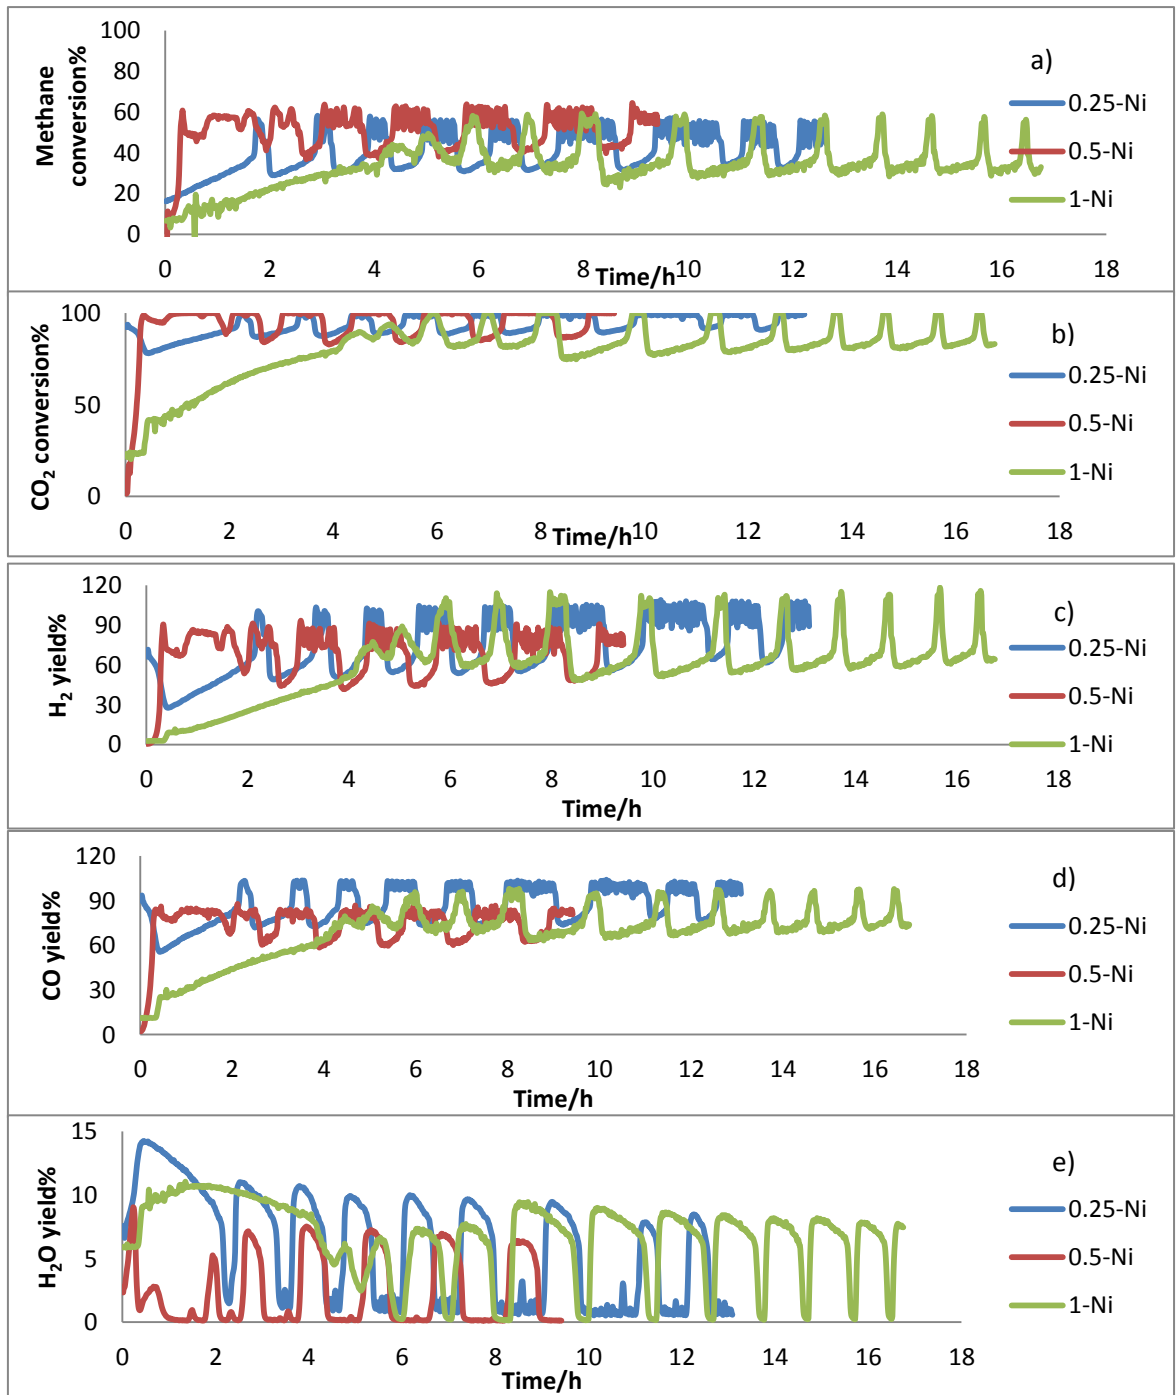 a)
Methane
conversion%
100
80
60
40
20
0
0 2 4 6 8 10 12 14 16 18
Time/h
0.25-Ni
0.5-Ni
1-Ni
b)
CO₂ conversion%
100
50
0
0 2 4 6 8 10 12 14 16 18
Time/h
0.25-Ni
0.5-Ni
1-Ni
c)
H₂ yield%
120
90
60
30
0
0 2 4 6 8 10 12 14 16 18
Time/h
0.25-Ni
0.5-Ni
1-Ni
d)
CO yield%
120
90
60
30
0
0 2 4 6 8 10 12 14 16 18
Time/h
0.25-Ni
0.5-Ni
1-Ni
e)
H₂O yield%
15
10
5
0
0 2 4 6 8 10 12 14 16 18
Time/h
0.25-Ni
0.5-Ni
1-Ni